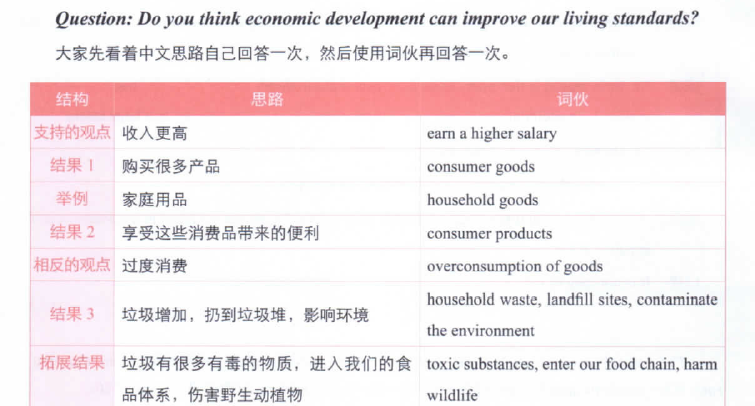 Question: Do you think economic development can improve our living standards?
大家先看着中文思路自己回答一次，然后使用词伙再回答一次。
结构 思路 词伙
支持的观点 收人更高 earn a higher salary
结果 1 购买很多产品 consumer goods
举例 家庭用品 household goods
结果 2 享受这些消费品带来的便利 consumer products
相反的观点 过度消费 overconsumption of goods
结果 3 垃圾增加，扔到垃圾堆，影响环境 household waste, landfill sites, contaminate
the environment
拓展结果 垃圾有很多有毒的物质，进入我们的食 toxic substances, enter our food chain, harm
品体系，伤害野生动植物 wildlife